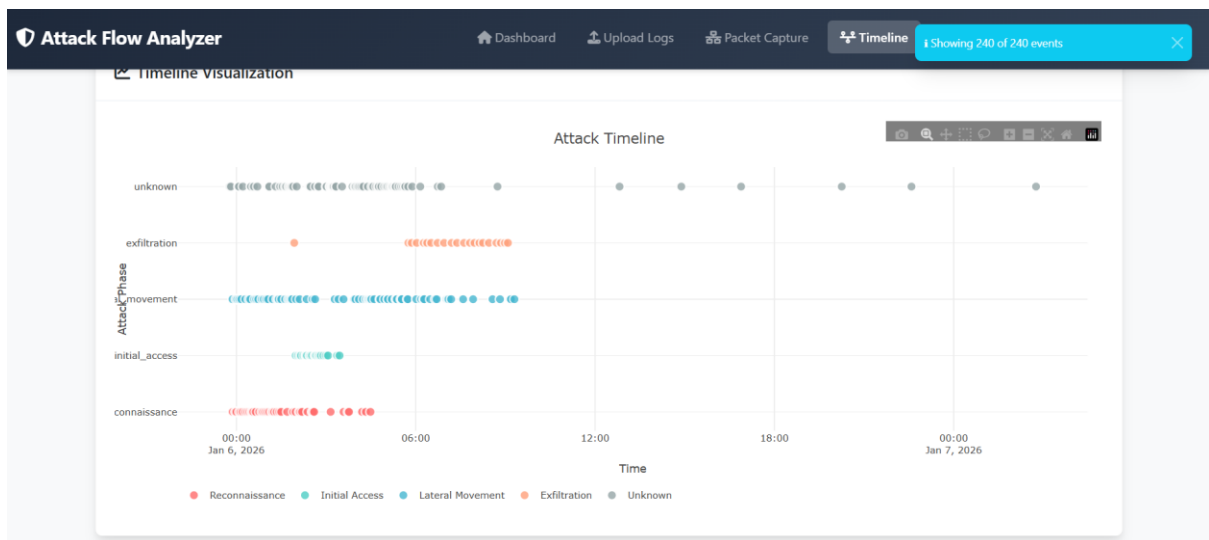 Attack Flow Analyzer
Dashboard
Upload Logs
Packet Capture
Timeline
Showing 240 of 240 events
Timeline Visualization
Attack Timeline
unknown
exfiltration
movement
initial_access
connaissance
Attack Phase
00:00
Jan 6, 2026
06:00
12:00
18:00
00:00
Jan 7, 2026
Time
Reconnaissance
Initial Access
Lateral Movement
Exfiltration
Unknown